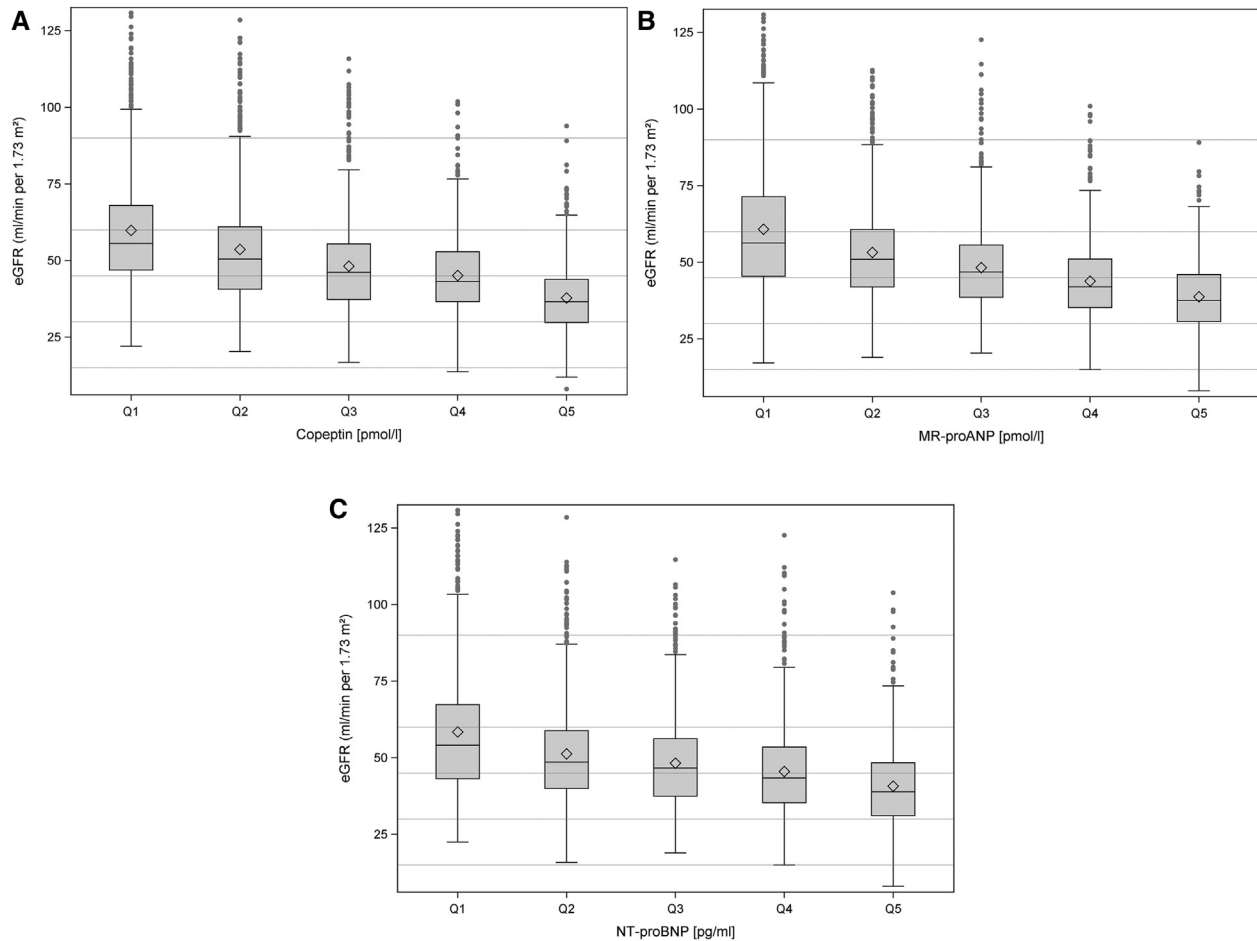 A
eGFR (ml/min per 1.73 m²)
125
100
75
50
25
Q1 Q2 Q3 Q4 Q5
Copeptin [pmol/l]
B
eGFR (ml/min per 1.73 m²)
125
100
75
50
25
Q1 Q2 Q3 Q4 Q5
MR-proANP [pmol/l]
C
eGFR (ml/min per 1.73 m²)
125
100
75
50
25
Q1 Q2 Q3 Q4 Q5
NT-proBNP [pg/ml]